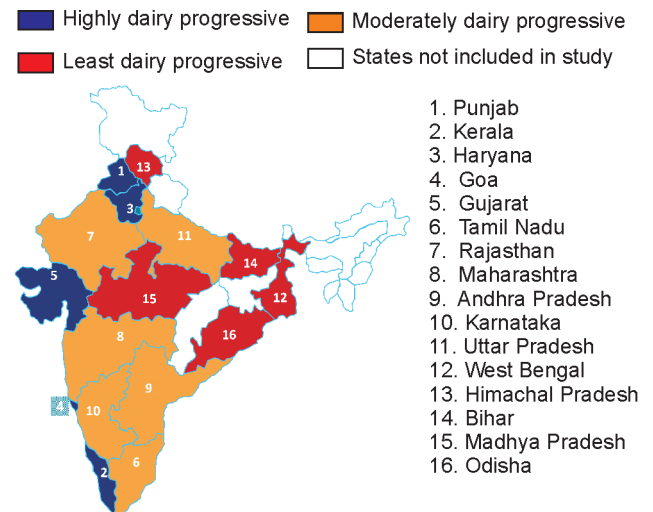 Highly dairy progressive
Moderately dairy progressive
Least dairy progressive
States not included in study
1. Punjab
2. Kerala
3. Haryana
4. Goa
5. Gujarat
6. Tamil Nadu
7. Rajasthan
8. Maharashtra
9. Andhra Pradesh
10. Karnataka
11. Uttar Pradesh
12. West Bengal
13. Himachal Pradesh
14. Bihar
15. Madhya Pradesh
16. Odisha
1
13
3
7
11
5
14
15
12
16
8
9
4
10
6
2